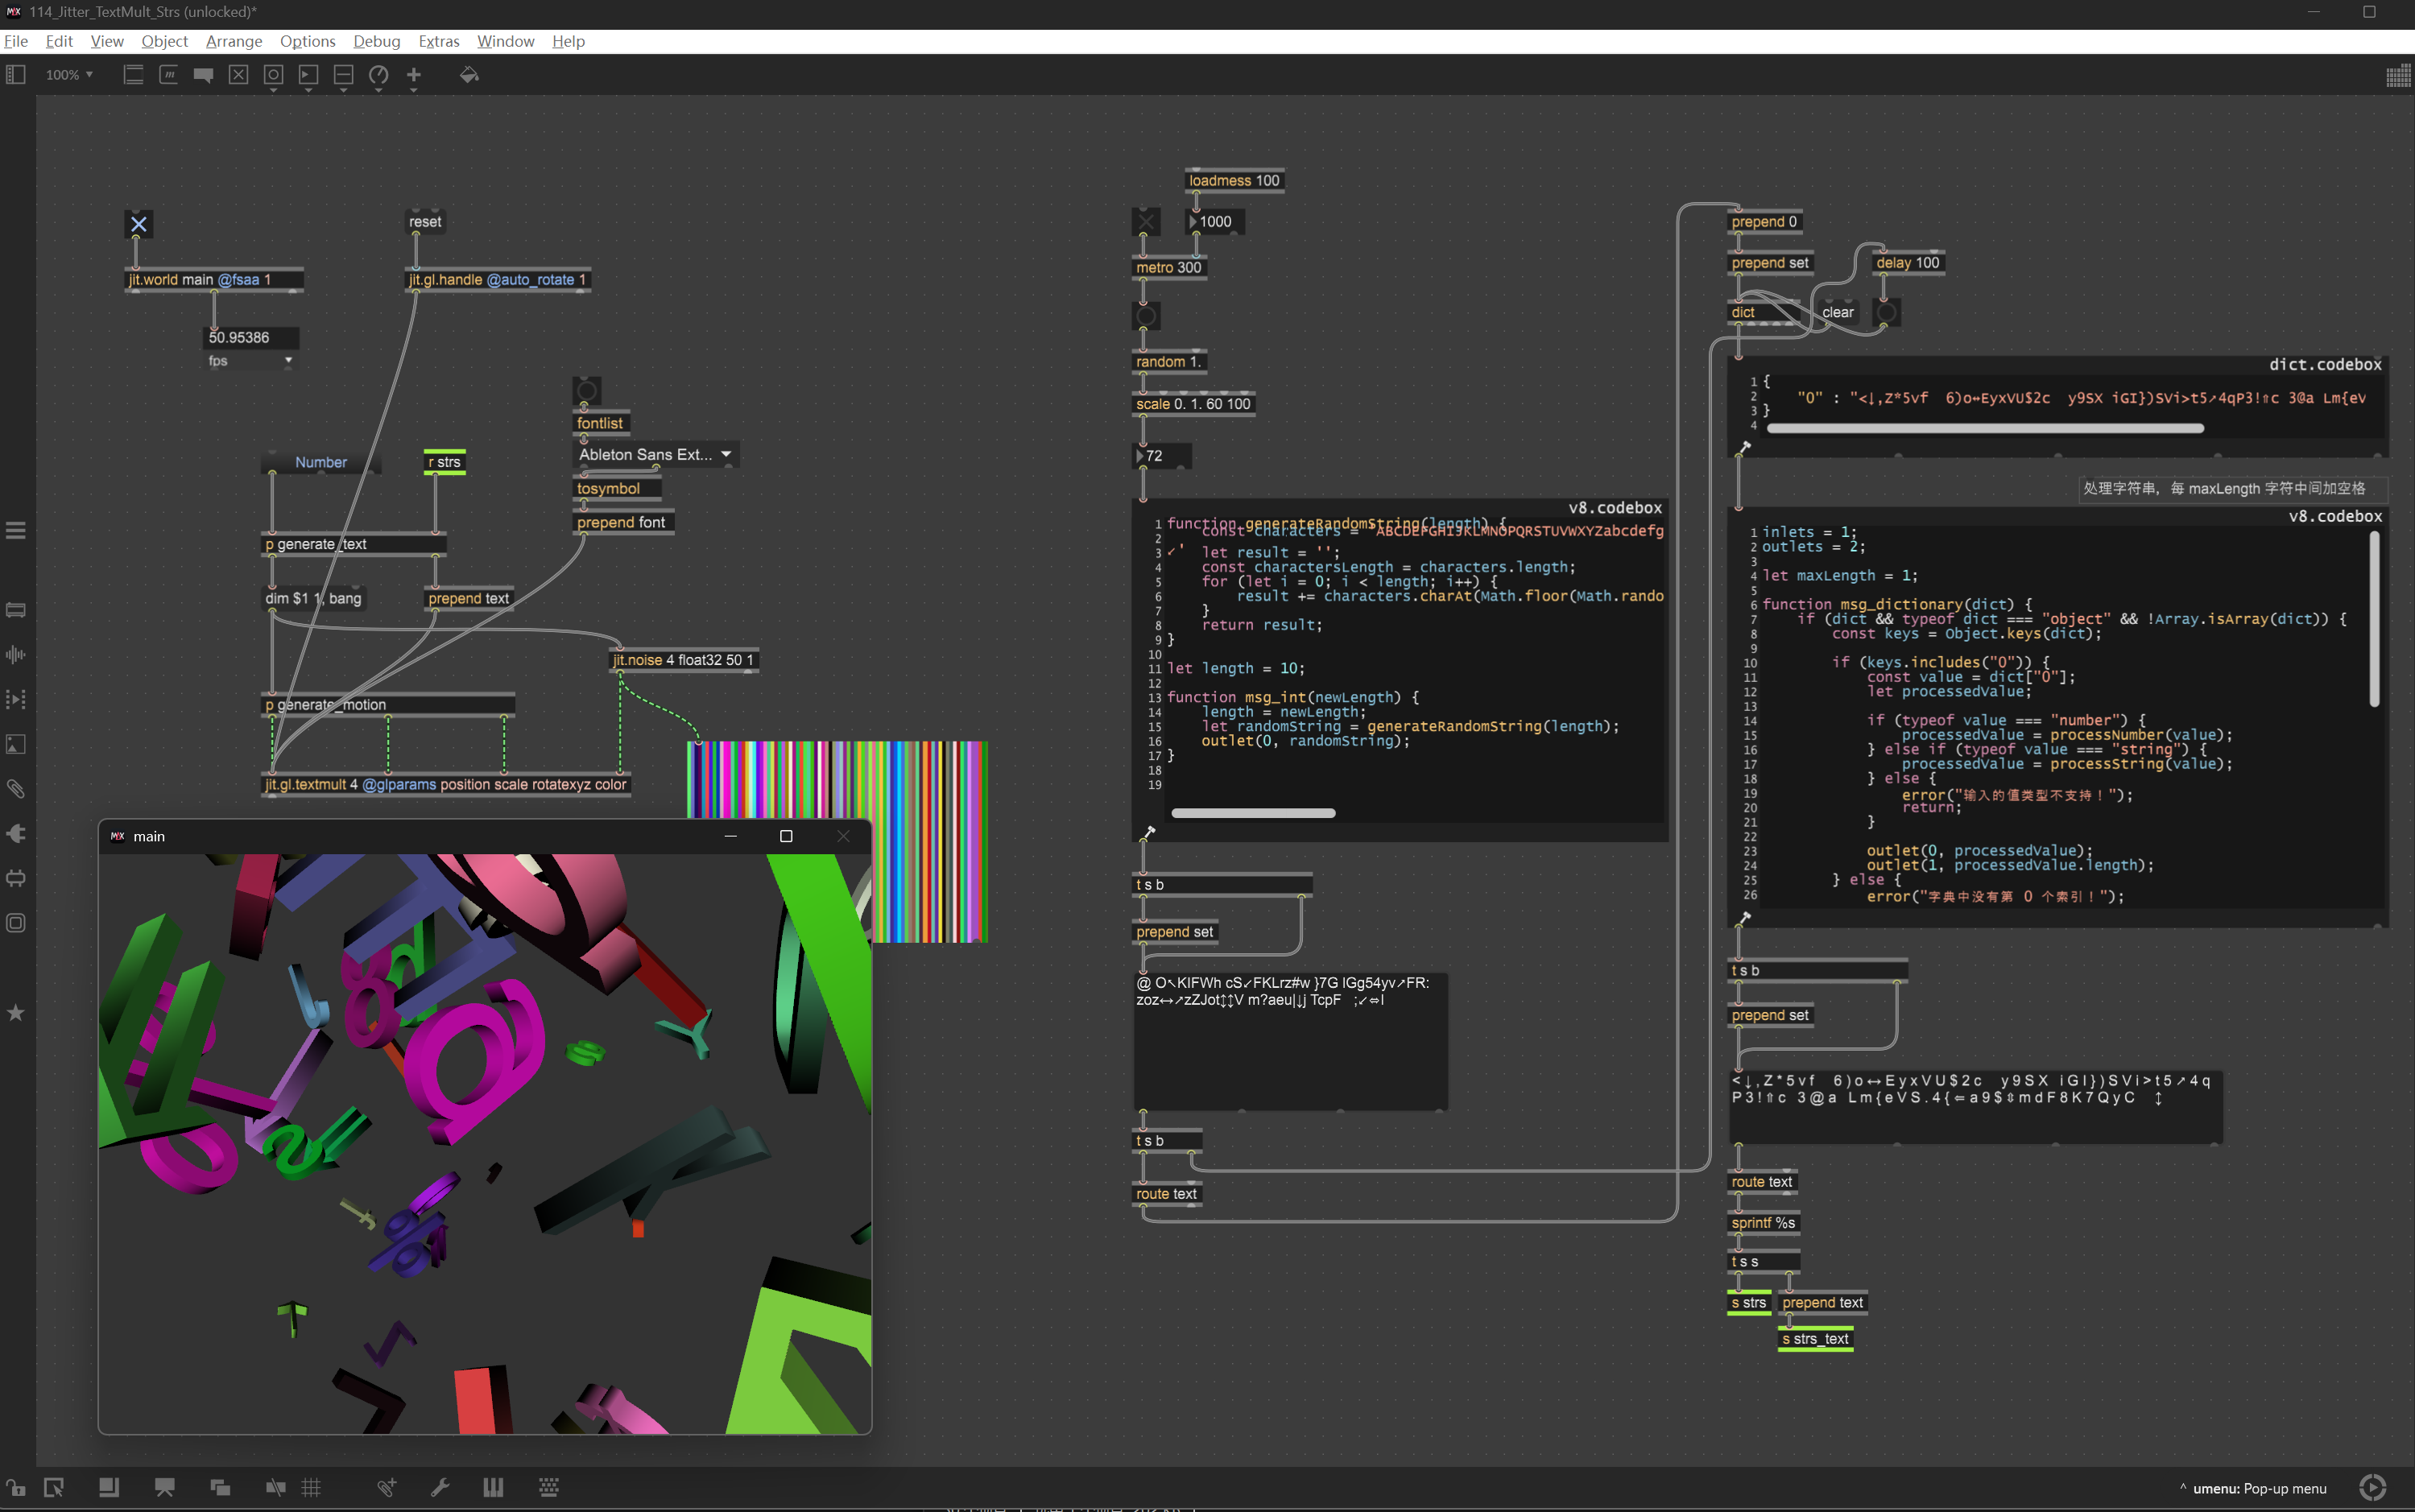 114_Jitter_TextMult_Strs (unlocked)*
File Edit View Object Arrange Options Debug Extras Window Help
100%
reset
jit.world main @fsaa 1
jit.gl.handle @auto_rotate 1
50.95386
fps
fontlist
Ableton Sans Ext...
tosymbol
prepend font
Number
r strs
p generate_text
dim $1 1, bang
prepend text
jit.noise 4 float32 50 1
p generate_motion
jit.gl.textmult 4 @glparams position scale rotatexyz color
main
loadmess 100
1000
metro 300
random 1.
scale 0. 1. 60 100
72
v8.codebox
1 function generateRandomString(length) {
2 const characters = "ABCDEFGHIJKLMNOPQRSTUVWXYZabcdefg
3 ↙' let result = '';
4 const charactersLength = characters.length;
5 for (let i = 0; i < length; i++) {
6 result += characters.charAt(Math.floor(Math.rando
7 }
8 return result;
9 }
10
11 let length = 10;
12
13 function msg_int(newLength) {
14 length = newLength;
15 let randomString = generateRandomString(length);
16 outlet(0, randomString);
17 }
18
19
t s b
prepend set
@ O↖KIFWh cS↙FKLrz#w }7G IGg54yv↗FR:
zoz↔↗zZJot↕↕V m?aeu|↓j TcpF ;↙⇔I
t s b
route text
prepend 0
prepend set
delay 100
dict
clear
dict.codebox
1 {
2 "0" : "<↓,Z*5vf 6)o↔EyxVU$2c y9SX iGI})SVi>t5↗4qP3!⇑c 3@a Lm{eV
3 }
4
处理字符串，每 maxLength 字符中间加空格
v8.codebox
1 inlets = 1;
2 outlets = 2;
3
4 let maxLength = 1;
5
6 function msg_dictionary(dict) {
7 if (dict && typeof dict === "object" && !Array.isArray(dict)) {
8 const keys = Object.keys(dict);
9
10 if (keys.includes("0")) {
11 const value = dict["0"];
12 let processedValue;
13
14 if (typeof value === "number") {
15 processedValue = processNumber(value);
16 } else if (typeof value === "string") {
17 processedValue = processString(value);
18 } else {
19 error("输入的值类型不支持！");
20 return;
21 }
22
23 outlet(0, processedValue);
24 outlet(1, processedValue.length);
25 } else {
26 error("字典中没有第 0 个索引！");
t s b
prepend set
< ↓ , Z * 5 v f 6 ) o ↔ E y x V U $ 2 c y 9 S X i G I } ) S V i > t 5 ↗ 4 q
P 3 ! ⇑ c 3 @ a L m { e V S . 4 { ⇐ a 9 $ ⇕ m d F 8 K 7 Q y C ↕
route text
sprintf %s
t s s
s strs
prepend text
s strs_text
^ umenu: Pop-up menu